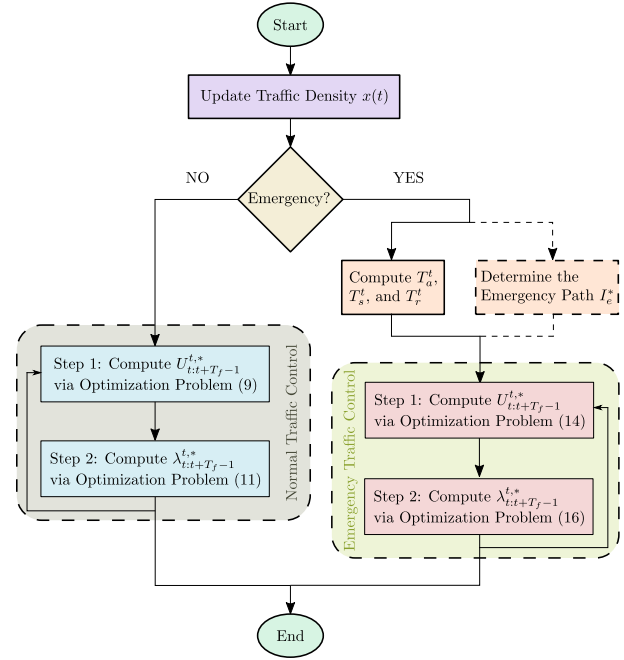 Start
Update Traffic Density $x(t)$
Emergency?
NO
YES
Compute $T_a^t$,
$T_s^t$, and $T_r^t$
Determine the
Emergency Path $I_e^*$
Normal Traffic Control
Step 1: Compute $U_{t:t+T_f-1}^{t,*}$
via Optimization Problem (9)
Step 2: Compute $\lambda_{t:t+T_f-1}^{t,*}$
via Optimization Problem (11)
Emergency Traffic Control
Step 1: Compute $U_{t:t+T_f-1}^{t,*}$
via Optimization Problem (14)
Step 2: Compute $\lambda_{t:t+T_f-1}^{t,*}$
via Optimization Problem (16)
End